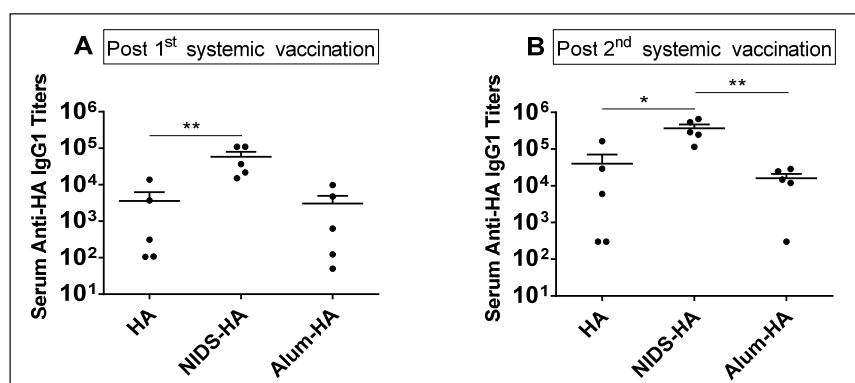 A Post 1st systemic vaccination
Serum Anti-HA IgG1 Titers
10^6
10^5
10^4
10^3
10^2
10^1
**
HA
NIDS-HA
Alum-HA
B Post 2nd systemic vaccination
Serum Anti-HA IgG1 Titers
10^6
10^5
10^4
10^3
10^2
10^1
*
**
HA
NIDS-HA
Alum-HA